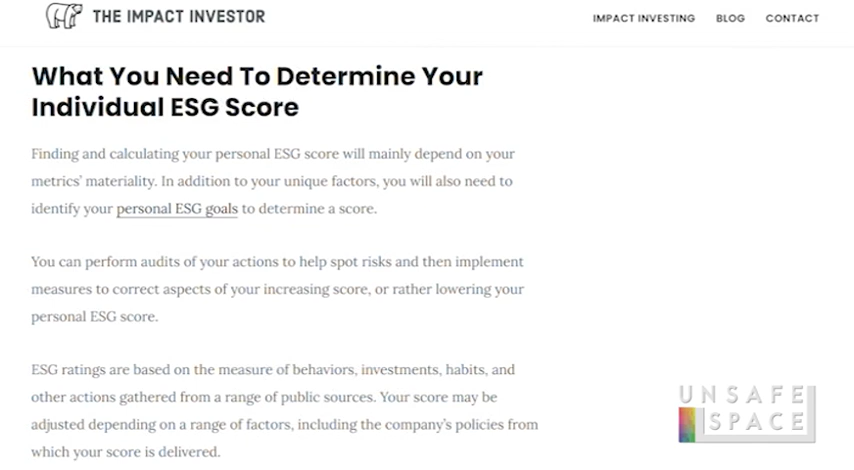 THE IMPACT INVESTOR
IMPACT INVESTING BLOG CONTACT
What You Need To Determine Your
Individual ESG Score
Finding and calculating your personal ESG score will mainly depend on your
metrics' materiality. In addition to your unique factors, you will also need to
identify your personal ESG goals to determine a score.
You can perform audits of your actions to help spot risks and then implement
measures to correct aspects of your increasing score, or rather lowering your
personal ESG score.
ESG ratings are based on the measure of behaviors, investments, habits, and
other actions gathered from a range of public sources. Your score may be
adjusted depending on a range of factors, including the company's policies from
which your score is delivered.
UNSAFE
SPACE